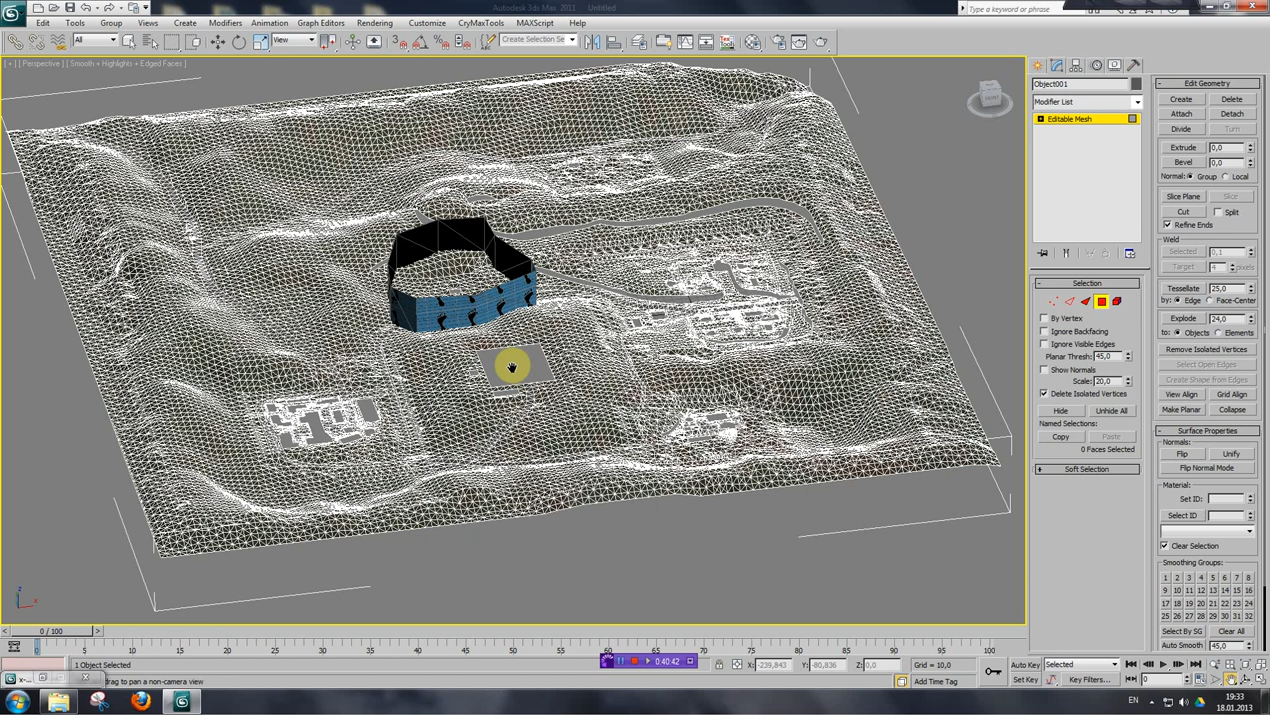 Autodesk 3ds Max 2011 Untitled
Type a keyword or phrase
Edit Tools Group Views Create Modifiers Animation Graph Editors Rendering Customize CryMaxTools MAXScript Help
All View Create Selection Se
[ + ] [ Perspective ] [ Smooth + Highlights + Edged Faces ]
Object001
Modifier List
Editable Mesh
Selection
By Vertex
Ignore Backfacing
Ignore Visible Edges
Planar Thresh: 45,0
Show Normals
Scale: 20,0
Delete Isolated Vertices
Hide Unhide All
Named Selections:
Copy Paste
0 Faces Selected
Soft Selection
Edit Geometry
Create Delete
Attach Detach
Divide Turn
Extrude 0,0
Bevel 0,0
Normal: Group Local
Slice Plane Slice
Cut Split
Refine Ends
Weld
Selected 0,1
Target 4 pixels
Tessellate 25,0
by: Edge Face-Center
Explode 24,0
to: Objects Elements
Remove Isolated Vertices
Select Open Edges
Create Shape from Edges
View Align Grid Align
Make Planar Collapse
Surface Properties
Normals:
Flip Unify
Flip Normal Mode
Material:
Set ID:
Select ID
Clear Selection
Smoothing Groups:
1 2 3 4 5 6 7 8
9 10 11 12 13 14 15 16
17 18 19 20 21 22 23 24
25 26 27 28 29 30 31 32
Select By SG Clear All
Auto Smooth 45,0
0 / 100
0 5 10 15 20 25 30 35 40 45 50 55 60 65 70 75 80 85 90 95 100
1 Object Selected
0:40:42
X: -239,843 Y: -80,836 Z: 0,0 Grid = 10,0
Auto Key Selected
drag to pan a non-camera view
Add Time Tag
Set Key Key Filters... 0
EN 19:33
18.01.2013